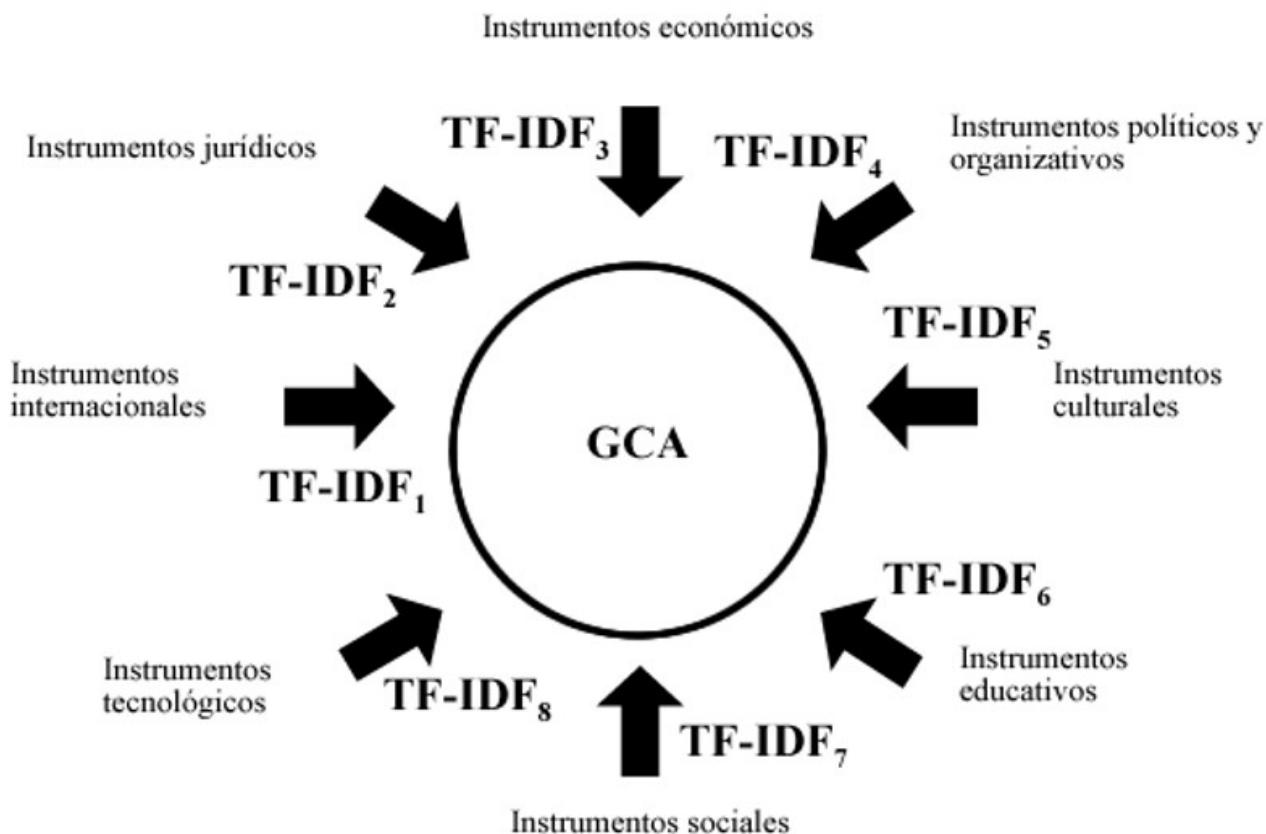 Instrumentos económicos
TF-IDF₃
Instrumentos políticos y
organizativos
TF-IDF₄
Instrumentos jurídicos
TF-IDF₂
TF-IDF₅
Instrumentos
internacionales
Instrumentos
culturales
GCA
TF-IDF₁
TF-IDF₆
Instrumentos
tecnológicos
Instrumentos
educativos
TF-IDF₈
TF-IDF₇
Instrumentos sociales